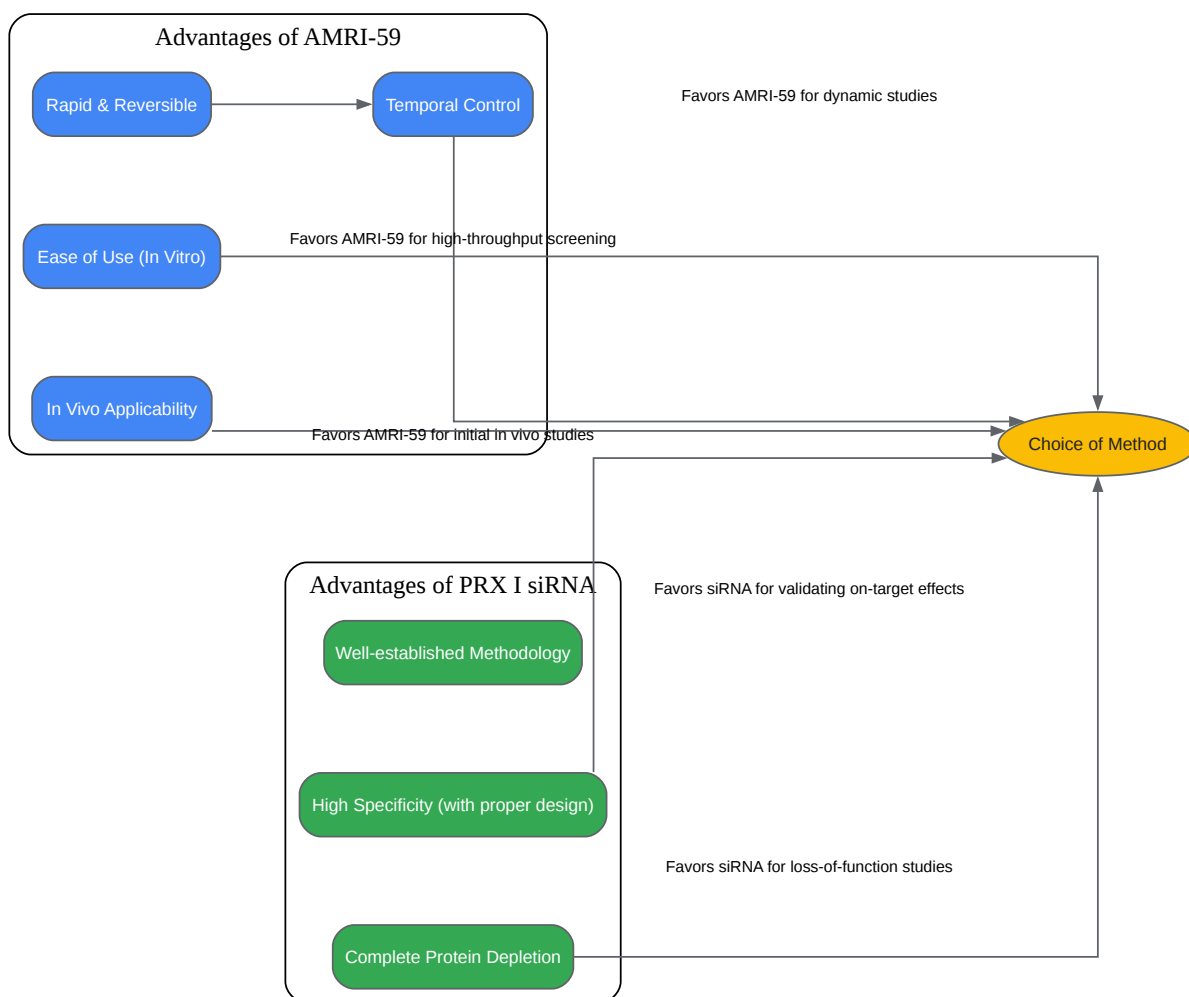 Advantages of AMRI-59
Rapid & Reversible
Temporal Control
Favors AMRI-59 for dynamic studies
Favors AMRI-59 for high-throughput screening
Ease of Use (In Vitro)
In Vivo Applicability
Favors AMRI-59 for initial in vivo studies
Choice of Method
Advantages of PRX I siRNA
Favors siRNA for validating on-target effects
Well-established Methodology
High Specificity (with proper design)
Favors siRNA for loss-of-function studies
Complete Protein Depletion